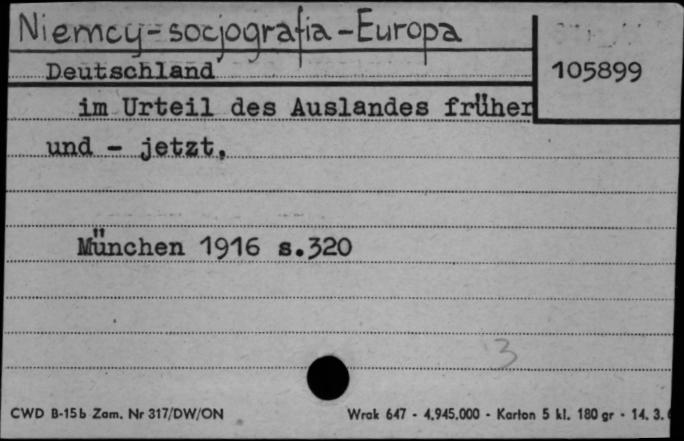 Niemcy-socjografia-Europa
Deutschland
105899
im Urteil des Auslandes früher
und - jetzt.
München 1916 s.320
3
CWD B-15b Zam. Nr 317/DW/ON
Wrak 647 - 4.945.000 - Karton 5 kl. 180 gr - 14. 3.